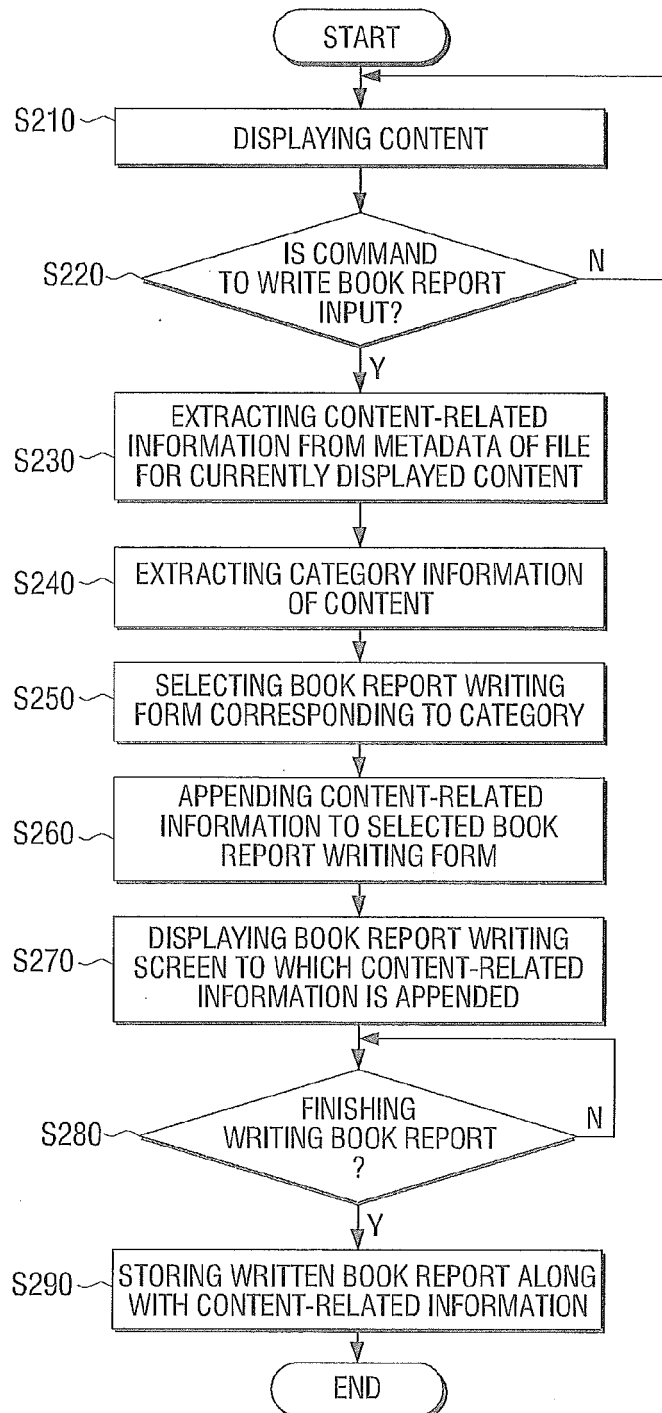 START
S210
DISPLAYING CONTENT
S220
IS COMMAND
TO WRITE BOOK REPORT
INPUT?
N
Y
S230
EXTRACTING CONTENT-RELATED
INFORMATION FROM METADATA OF FILE
FOR CURRENTLY DISPLAYED CONTENT
S240
EXTRACTING CATEGORY INFORMATION
OF CONTENT
S250
SELECTING BOOK REPORT WRITING
FORM CORRESPONDING TO CATEGORY
S260
APPENDING CONTENT-RELATED
INFORMATION TO SELECTED BOOK
REPORT WRITING FORM
S270
DISPLAYING BOOK REPORT WRITING
SCREEN TO WHICH CONTENT-RELATED
INFORMATION IS APPENDED
S280
FINISHING
WRITING BOOK REPORT
?
N
Y
S290
STORING WRITTEN BOOK REPORT ALONG
WITH CONTENT-RELATED INFORMATION
END